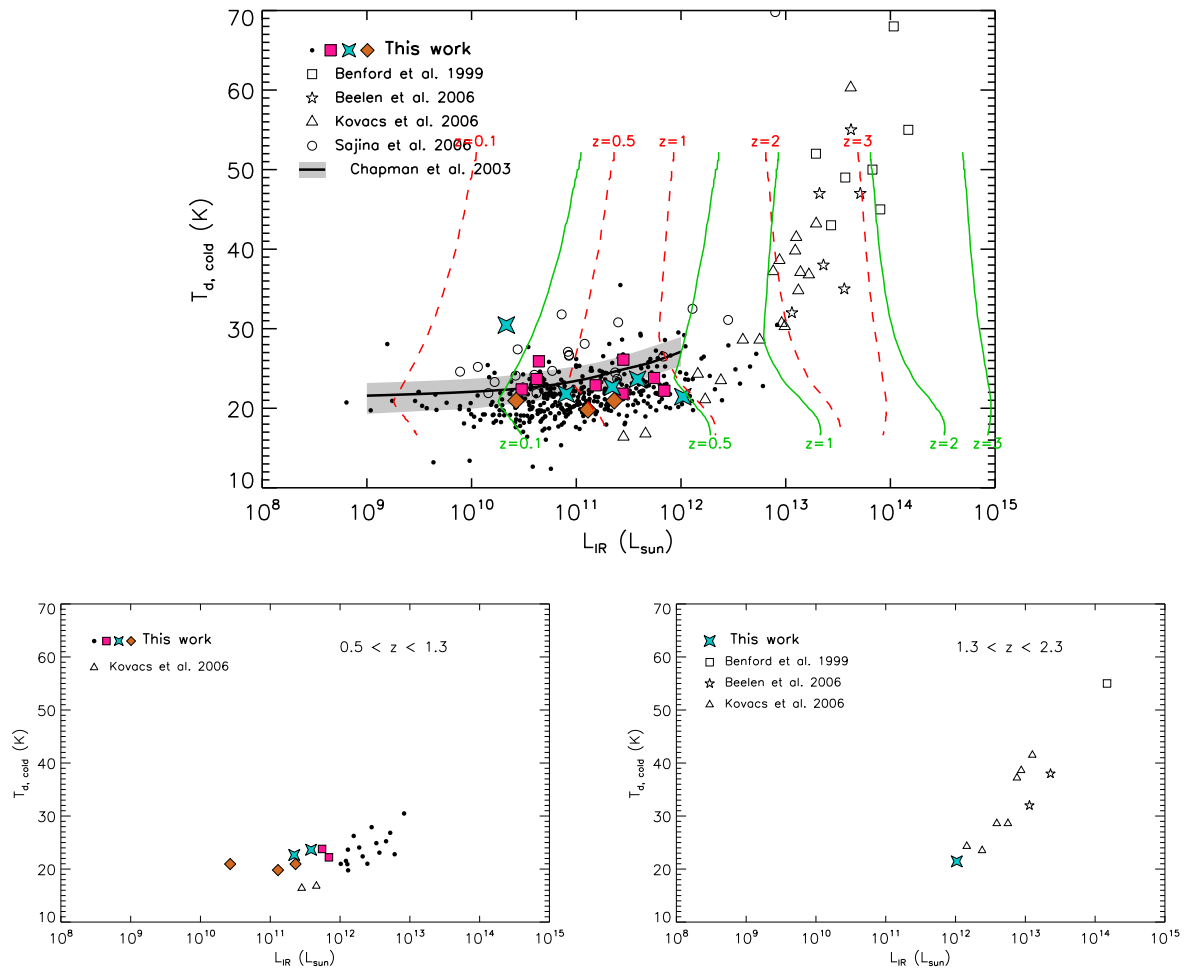 70
60
50
40
30
20
10
T_d, cold (K)
This work
Benford et al. 1999
Beelen et al. 2006
Kovacs et al. 2006
Sajina et al. 2006
Chapman et al. 2003
z=0.1
z=0.5
z=1
z=2
z=3
z=0.1
z=0.5
z=1
z=2
z=3
10^8 10^9 10^10 10^11 10^12 10^13 10^14 10^15
L_IR (L_sun)
70
60
50
40
30
20
10
T_d, cold (K)
This work
Kovacs et al. 2006
0.5 < z < 1.3
10^8 10^9 10^10 10^11 10^12 10^13 10^14 10^15
L_IR (L_sun)
70
60
50
40
30
20
10
T_d, cold (K)
This work
Benford et al. 1999
Beelen et al. 2006
Kovacs et al. 2006
1.3 < z < 2.3
10^8 10^9 10^10 10^11 10^12 10^13 10^14 10^15
L_IR (L_sun)